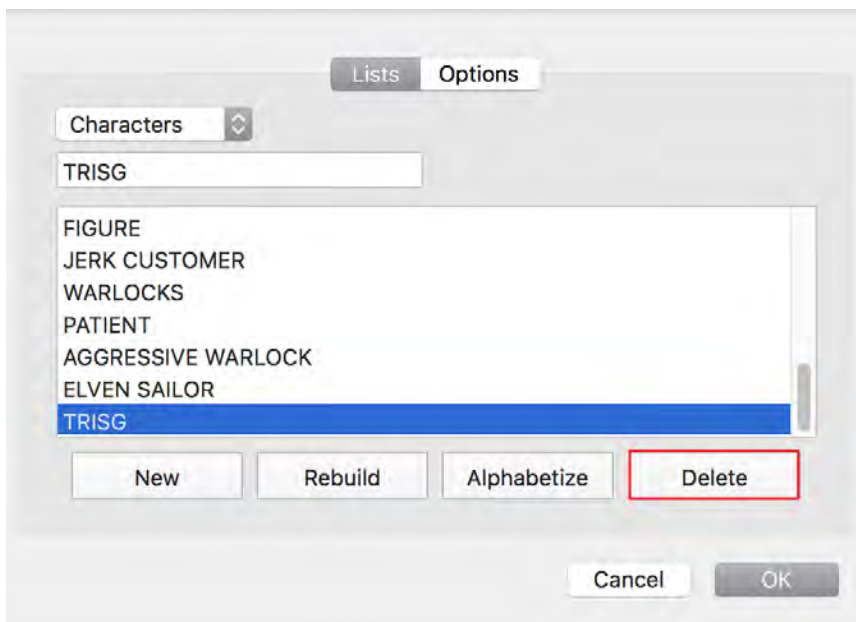 Lists Options
Characters
TRISG
FIGURE
JERK CUSTOMER
WARLOCKS
PATIENT
AGGRESSIVE WARLOCK
ELVEN SAILOR
TRISG
New Rebuild Alphabetize Delete
Cancel OK